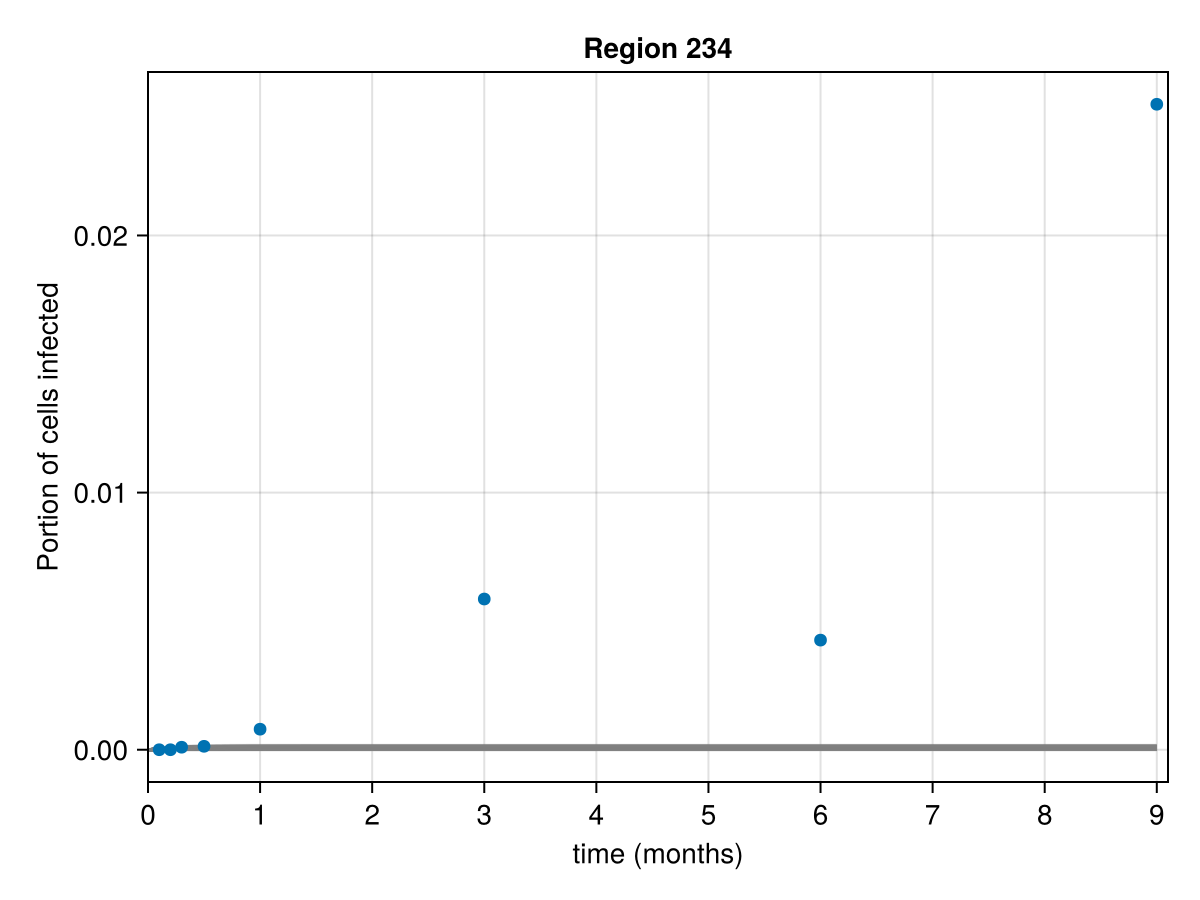 Region 234
Portion of cells infected
0.02
0.01
0.00
0 1 2 3 4 5 6 7 8 9
time (months)